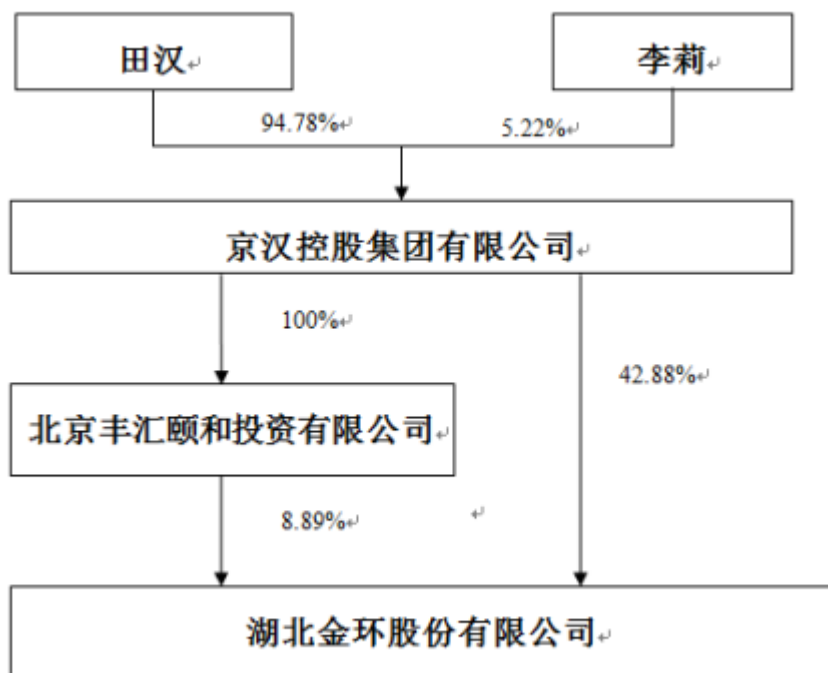 田汉
李莉
94.78%
5.22%
京汉控股集团有限公司
100%
42.88%
北京丰汇颐和投资有限公司
8.89%
湖北金环股份有限公司